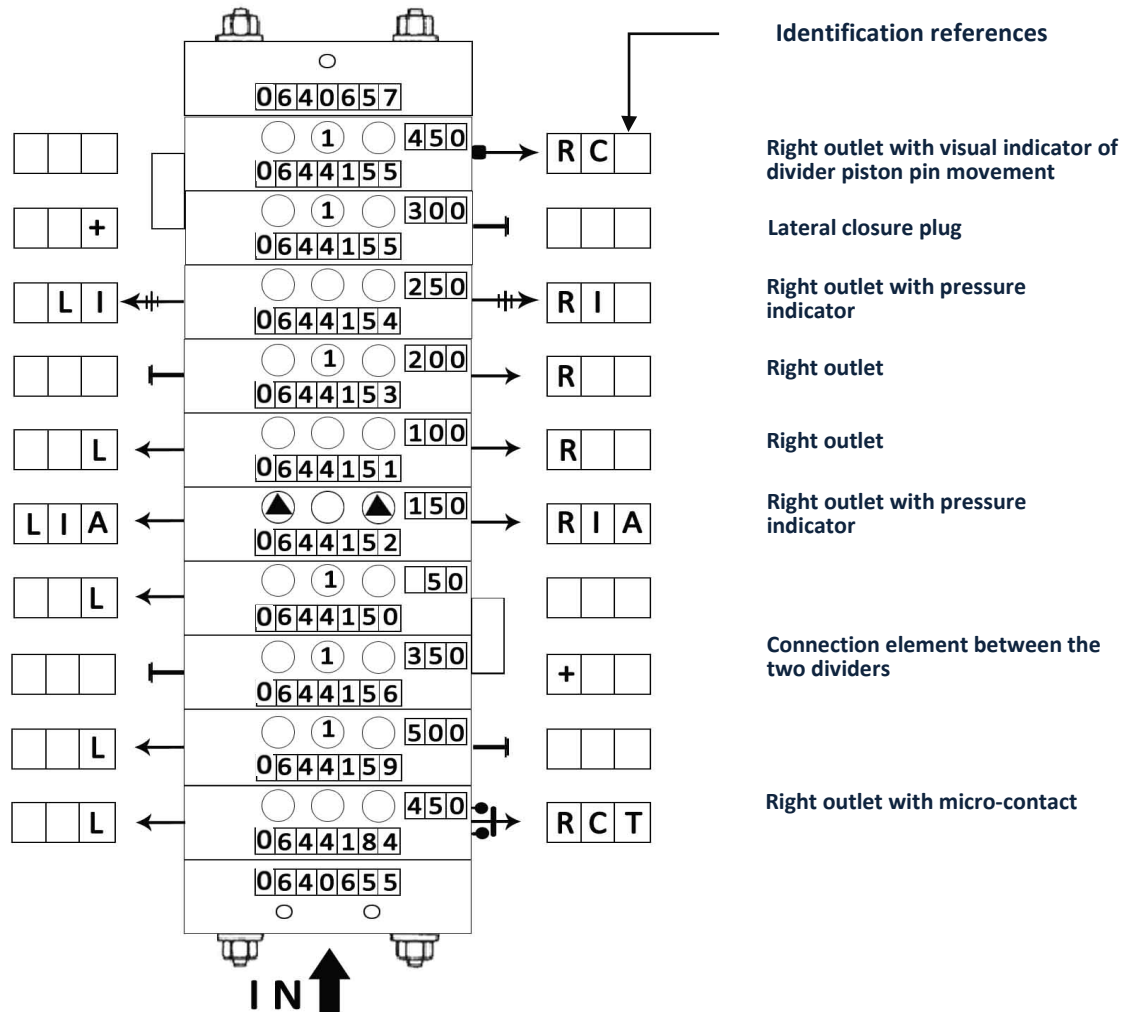 Identification references
0640657
1 450
R C
Right outlet with visual indicator of
divider piston pin movement
0644155
+
1 300
Lateral closure plug
0644155
L I
250
R I
Right outlet with pressure
indicator
0644154
1 200
R
Right outlet
0644153
L
100
R
Right outlet
0644151
L I A
150
R I A
Right outlet with pressure
indicator
0644152
L
1 50
0644150
1 350
+
Connection element between the
two dividers
0644156
L
1 500
0644159
L
450
R C T
Right outlet with micro-contact
0644184
0640655
IN